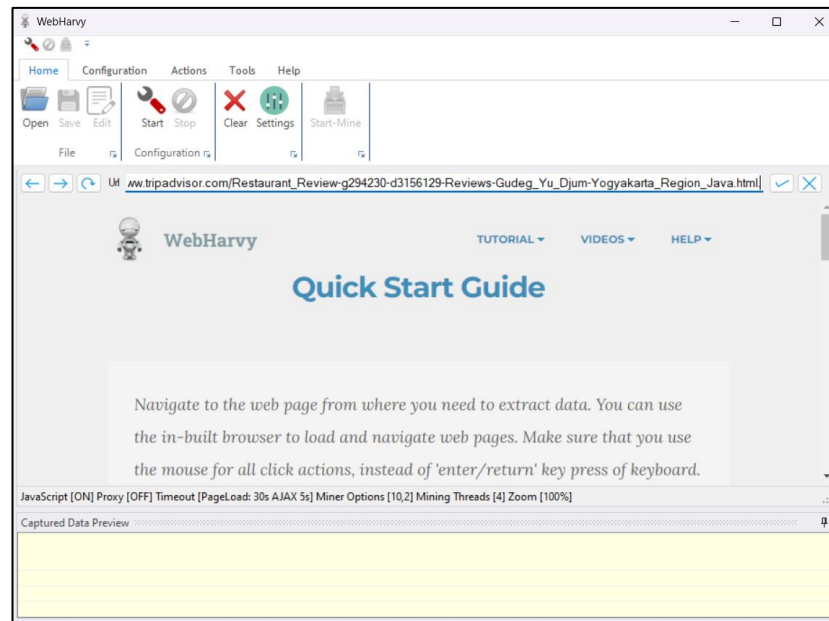 WebHarvy
Home Configuration Actions Tools Help
Open Save Edit Start Stop Clear Settings Start-Mine
File Configuration
Url ww.tripadvisor.com/Restaurant_Review-g294230-d3156129-Reviews-Gudeg_Yu_Djum-Yogyakarta_Region_Java.html
WebHarvy TUTORIAL VIDEOS HELP
Quick Start Guide
Navigate to the web page from where you need to extract data. You can use
the in-built browser to load and navigate web pages. Make sure that you use
the mouse for all click actions, instead of 'enter/return' key press of keyboard.
JavaScript [ON] Proxy [OFF] Timeout [PageLoad: 30s AJAX 5s] Miner Options [10,2] Mining Threads [4] Zoom [100%]
Captured Data Preview